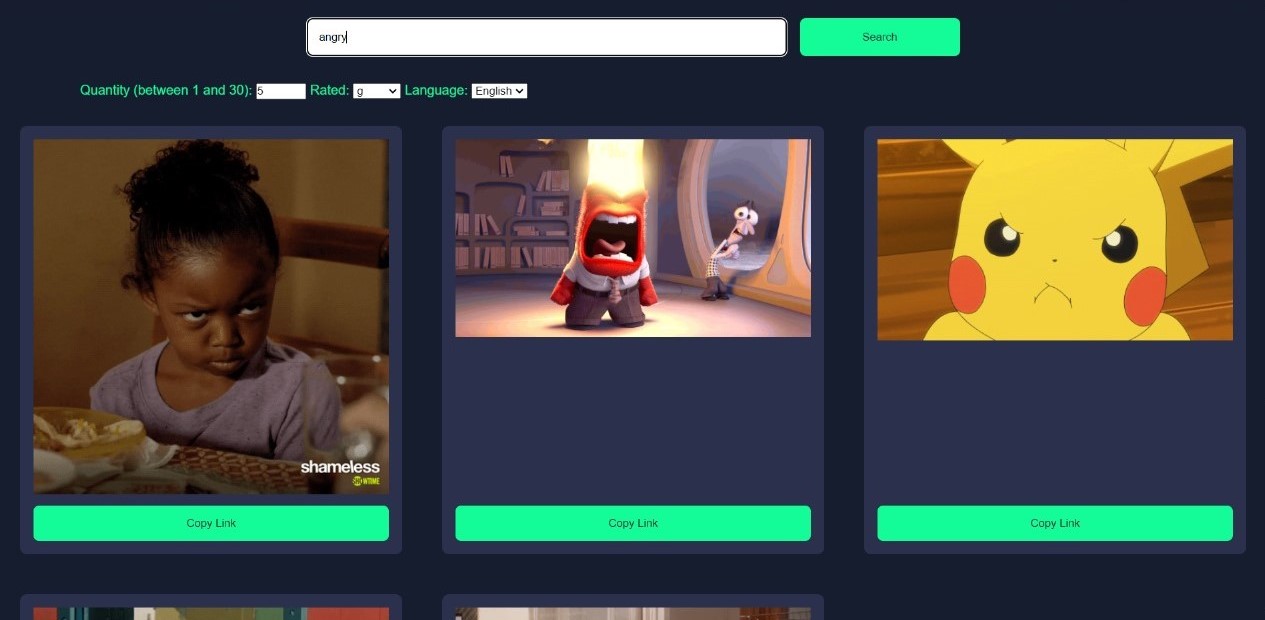 angry
Search
Quantity (between 1 and 30): 5 Rated: g Language: English
shameless
SHOWTIME
Copy Link
Copy Link
Copy Link